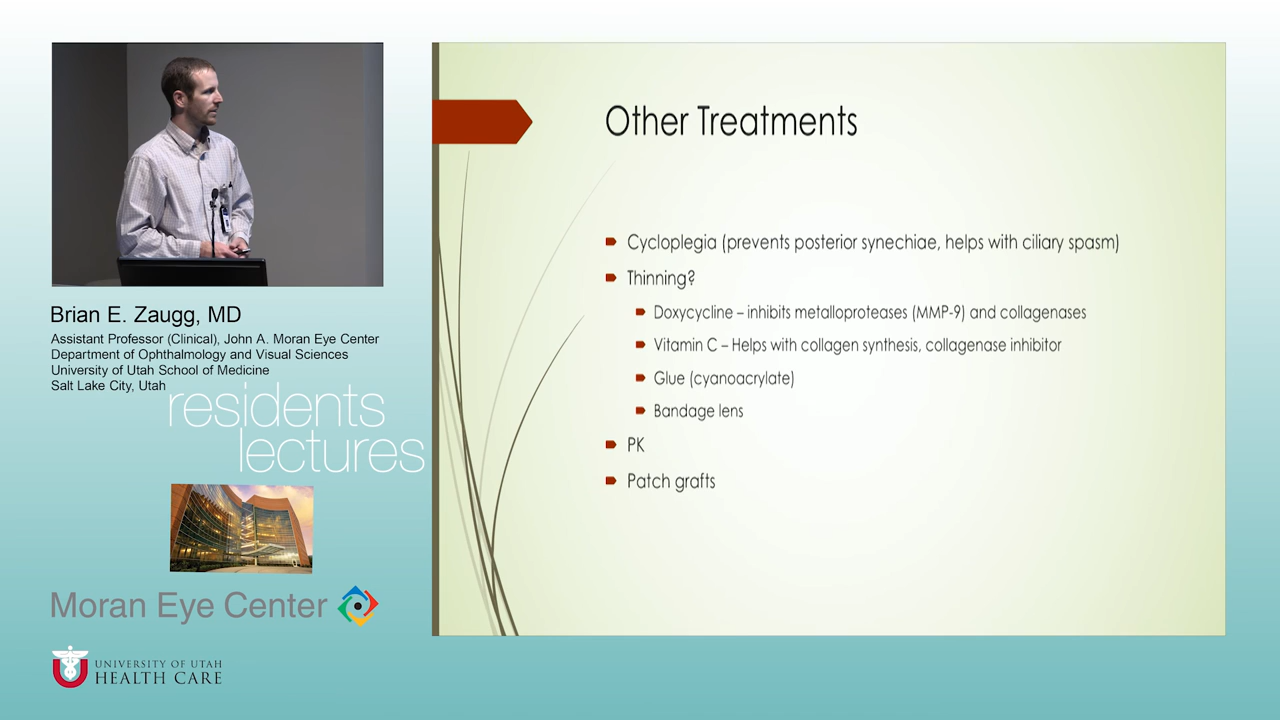 Brian E. Zaugg, MD
Assistant Professor (Clinical), John A. Moran Eye Center
Department of Ophthalmology and Visual Sciences
University of Utah School of Medicine
Salt Lake City, Utah
residents
lectures
Moran Eye Center
UNIVERSITY OF UTAH
HEALTH CARE
Other Treatments
Cycloplegia (prevents posterior synechiae, helps with ciliary spasm)
Thinning?
Doxycycline – inhibits metalloproteases (MMP-9) and collagenases
Vitamin C – Helps with collagen synthesis, collagenase inhibitor
Glue (cyanoacrylate)
Bandage lens
PK
Patch grafts